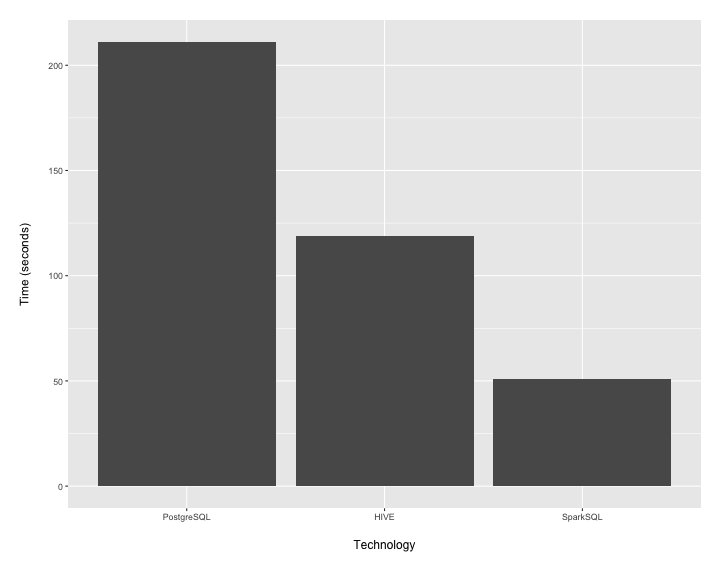 Time (seconds)
200
150
100
50
0
PostgreSQL
HIVE
SparkSQL
Technology